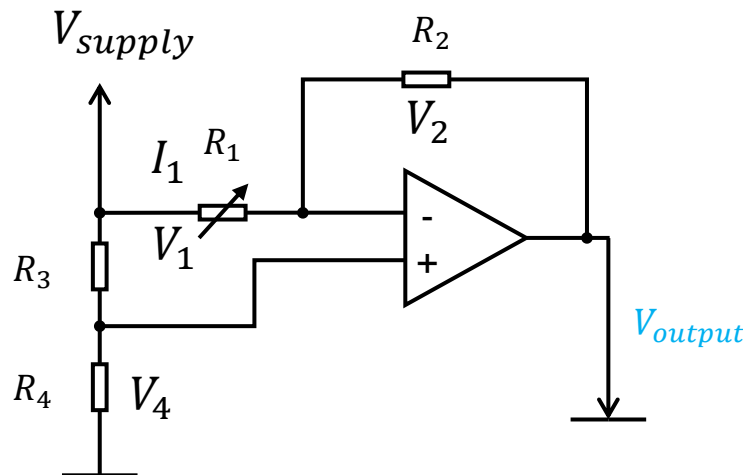 V_supply
R_2
V_2
I_1 R_1
V_1
-
+
R_3
R_4 V_4
V_output